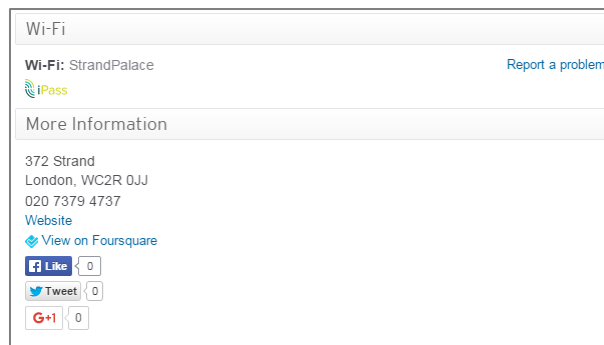 Wi-Fi
Wi-Fi: StrandPalace Report a problem
iPass
More Information
372 Strand
London, WC2R 0JJ
020 7379 4737
Website
View on Foursquare
Like 0
Tweet 0
G+1 0